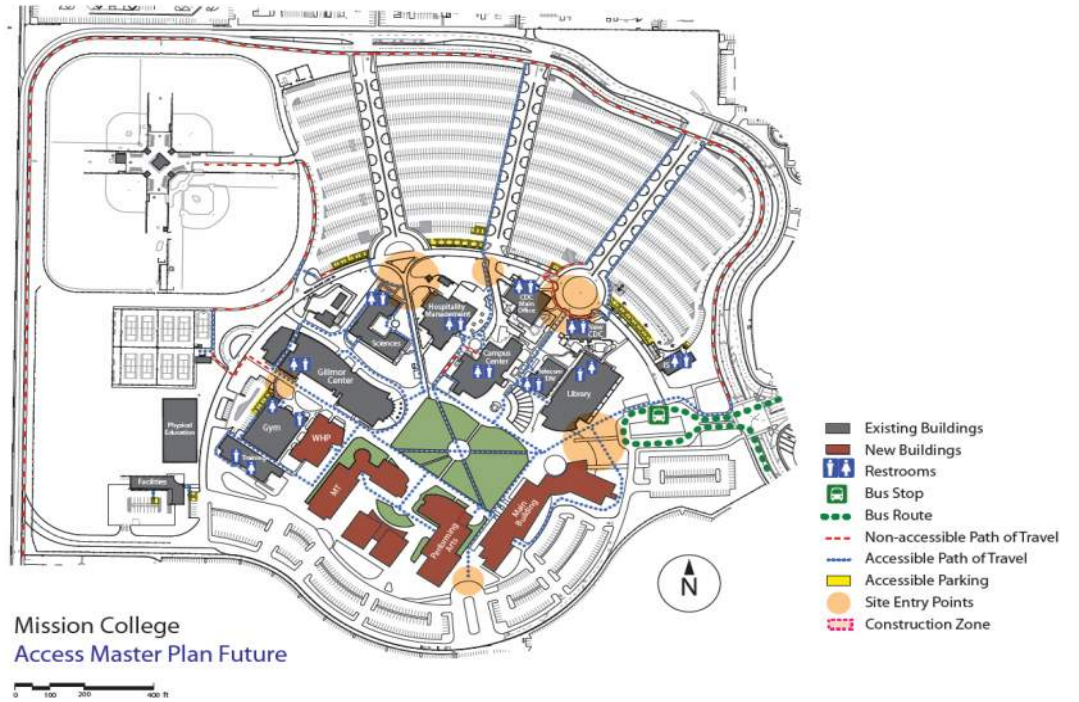 CDC
Main
Office
Hospitality
Management
New
CDC
Sciences
Campus
Center
Library
Gillmor
Center
Gym
WHP
Physical
Education
Facilities
MT
Main
Building
Performing
Arts
N
Existing Buildings
New Buildings
Restrooms
Bus Stop
Bus Route
Non-accessible Path of Travel
Accessible Path of Travel
Accessible Parking
Site Entry Points
Construction Zone
Mission College
Access Master Plan Future
0 100 200 400 ft